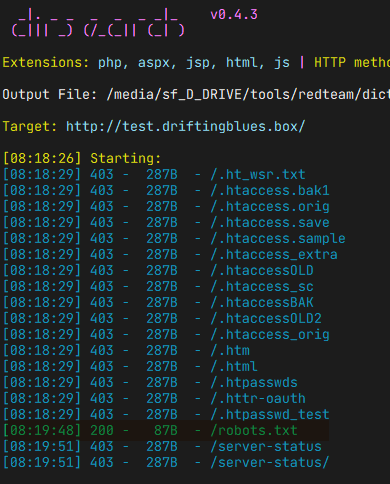 _|. _ _  _  _  _ _|_    v0.4.3
(_||| _) (/_(_|| (_| )
Extensions: php, aspx, jsp, html, js | HTTP metho
Output File: /media/sf_D_DRIVE/tools/redteam/dict
Target: http://test.driftingblues.box/
[08:18:26] Starting:
[08:18:29] 403 -  287B  - /.ht_wsr.txt
[08:18:29] 403 -  287B  - /.htaccess.bak1
[08:18:29] 403 -  287B  - /.htaccess.orig
[08:18:29] 403 -  287B  - /.htaccess.save
[08:18:29] 403 -  287B  - /.htaccess.sample
[08:18:29] 403 -  287B  - /.htaccess_extra
[08:18:29] 403 -  287B  - /.htaccessOLD
[08:18:29] 403 -  287B  - /.htaccess_sc
[08:18:29] 403 -  287B  - /.htaccessBAK
[08:18:29] 403 -  287B  - /.htaccessOLD2
[08:18:29] 403 -  287B  - /.htaccess_orig
[08:18:29] 403 -  287B  - /.htm
[08:18:29] 403 -  287B  - /.html
[08:18:29] 403 -  287B  - /.htpasswds
[08:18:29] 403 -  287B  - /.httr-oauth
[08:18:29] 403 -  287B  - /.htpasswd_test
[08:19:48] 200 -   87B  - /robots.txt
[08:19:51] 403 -  287B  - /server-status
[08:19:51] 403 -  287B  - /server-status/